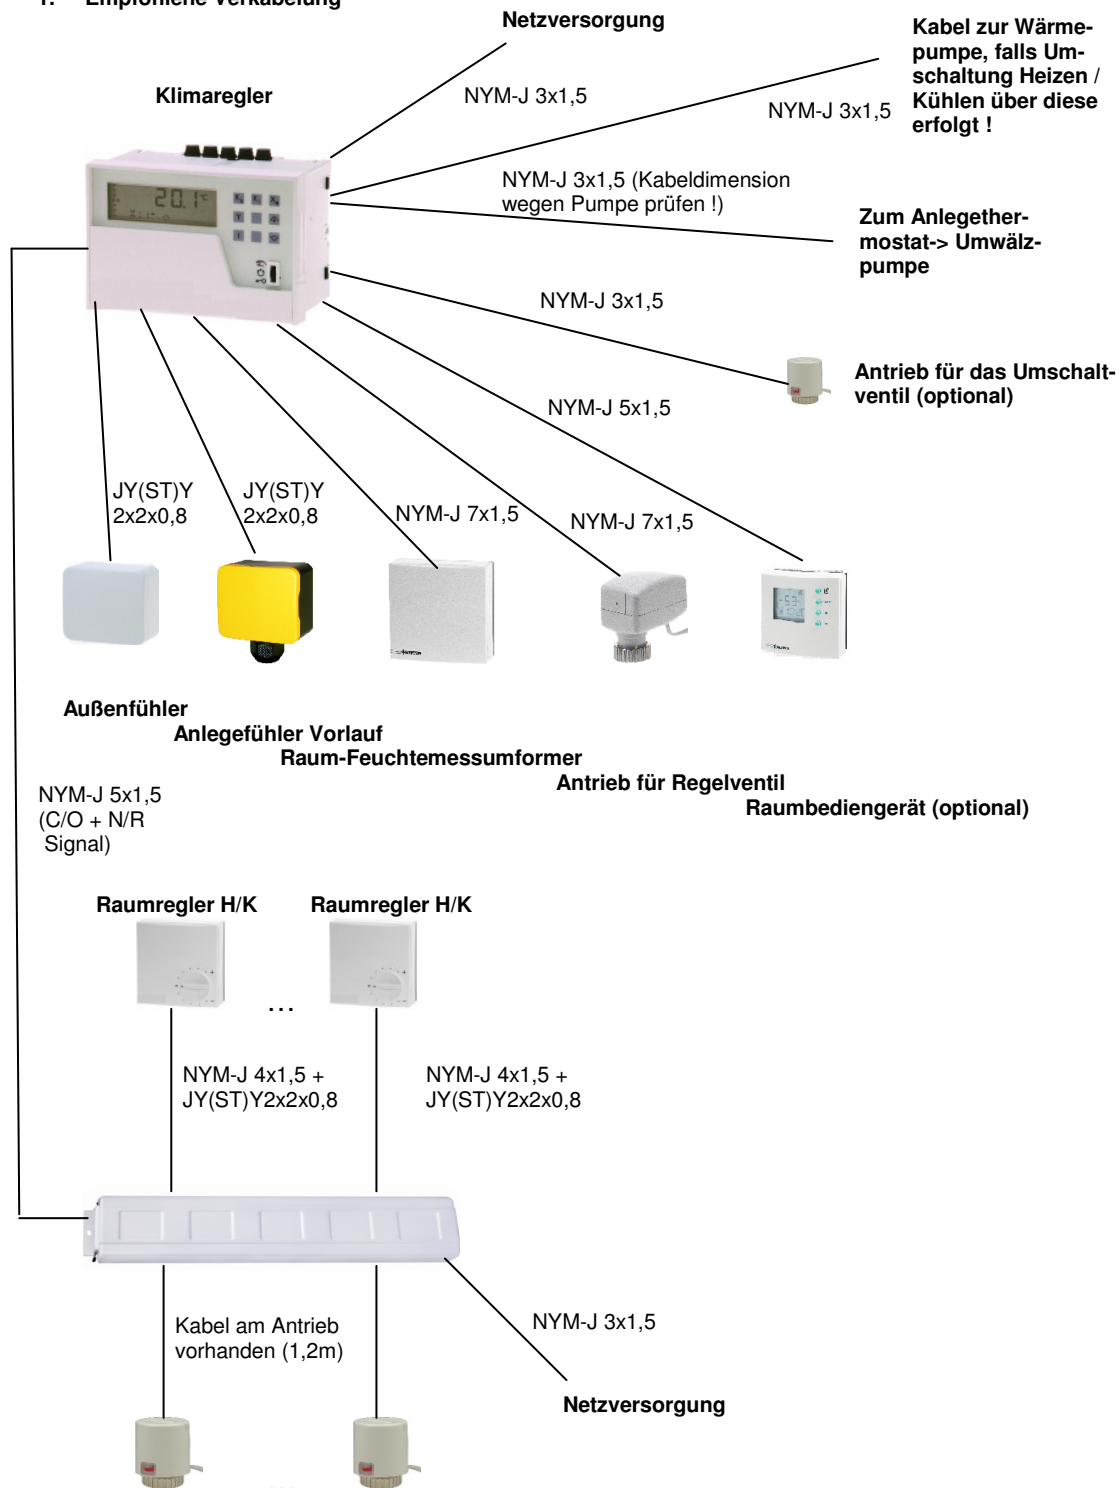 1. Empfohlene Verkabelung
Netzversorgung
Kabel zur Wärme-
pumpe, falls Um-
schaltung Heizen /
Kühlen über diese
erfolgt !
Klimaregler
NYM-J 3x1,5
NYM-J 3x1,5
20.1°C
NYM-J 3x1,5 (Kabeldimension
wegen Pumpe prüfen !)
Zum Anlegether-
mostat-> Umwälz-
pumpe
NYM-J 3x1,5
Antrieb für das Umschalt-
ventil (optional)
NYM-J 5x1,5
JY(ST)Y
2x2x0,8
JY(ST)Y
2x2x0,8
NYM-J 7x1,5
NYM-J 7x1,5
Außenfühler
Anlegefühler Vorlauf
Raum-Feuchtemessumformer
Antrieb für Regelventil
Raumbediengerät (optional)
NYM-J 5x1,5
(C/O + N/R
Signal)
Raumregler H/K
Raumregler H/K
...
NYM-J 4x1,5 +
JY(ST)Y2x2x0,8
NYM-J 4x1,5 +
JY(ST)Y2x2x0,8
Kabel am Antrieb
vorhanden (1,2m)
NYM-J 3x1,5
Netzversorgung
...